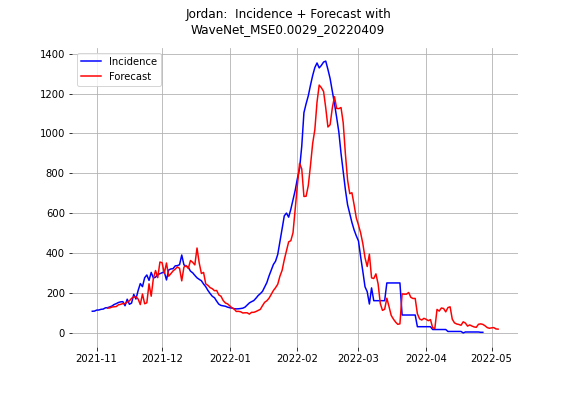 Jordan:  Incidence + Forecast with
WaveNet_MSE0.0029_20220409
Incidence
Forecast
1400
1200
1000
800
600
400
200
0
2021-11 2021-12 2022-01 2022-02 2022-03 2022-04 2022-05